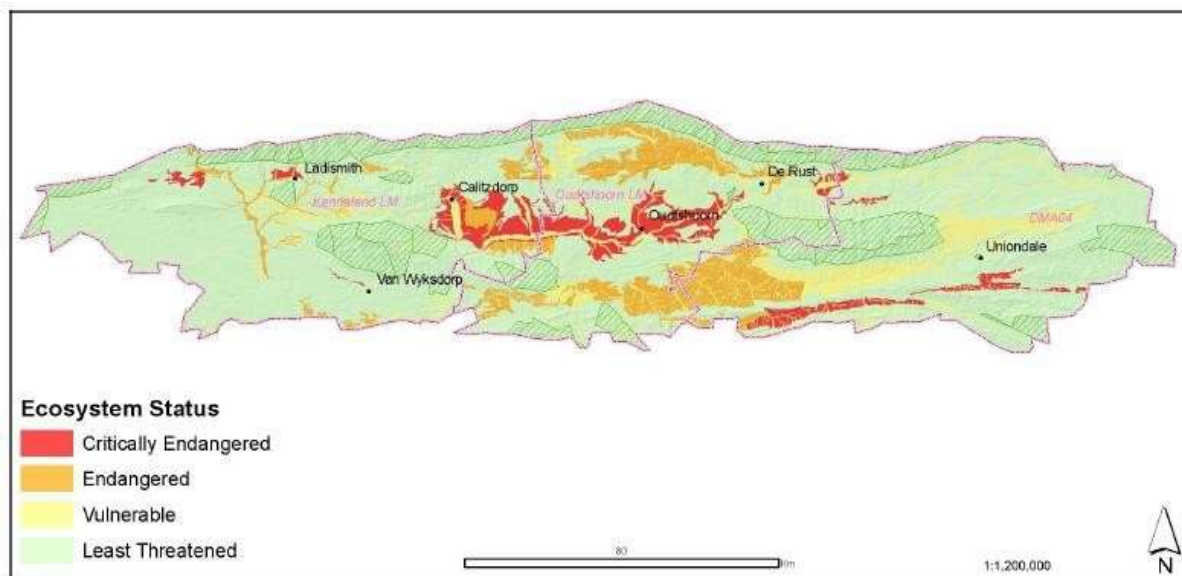 Ladismith
De Rust
Calitzdorp
Oudtshoorn LM
Kannaland LM
Oudtshoorn
DMA04
Uniondale
Van Wyksdorp
Ecosystem Status
Critically Endangered
Endangered
Vulnerable
Least Threatened
80
Km
1:1,200,000
N